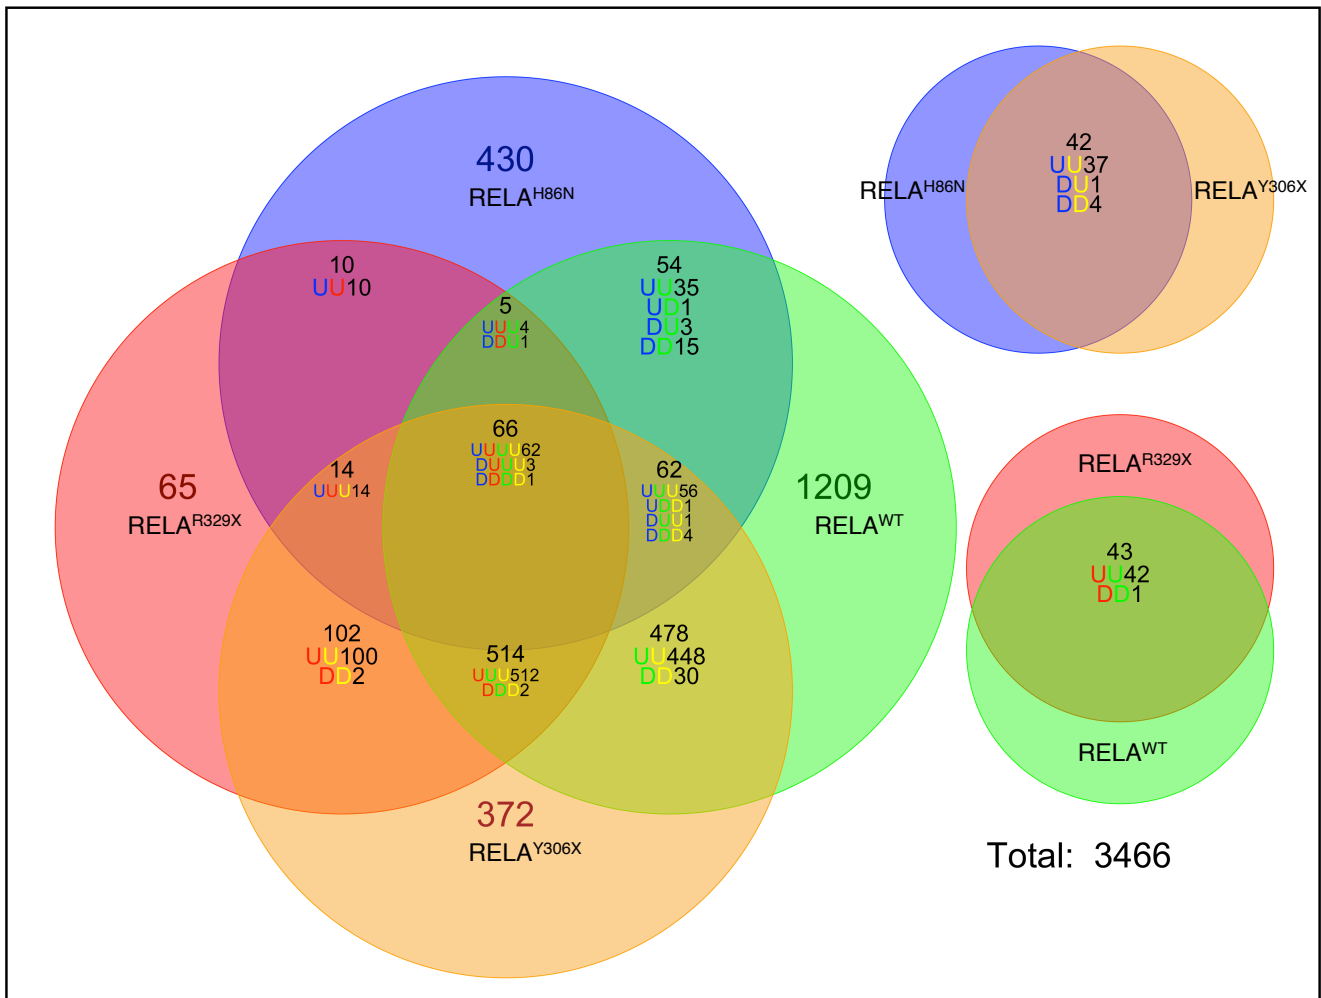 430
RELAH86N
10
UU10
54
UU35
UD1
DU3
DD15
5
UUU4
DDD1
66
UUUU62
DUUU3
DDDD1
14
UUU14
62
UUU56
UDD1
DUU1
DDD4
65
RELAR329X
1209
RELAWT
102
UU100
DD2
514
UUU512
DDD2
478
UU448
DD30
372
RELAY306X
42
UU37
DU1
DD4
RELAH86N
RELAY306X
RELAR329X
43
UU42
DD1
RELAWT
Total: 3466